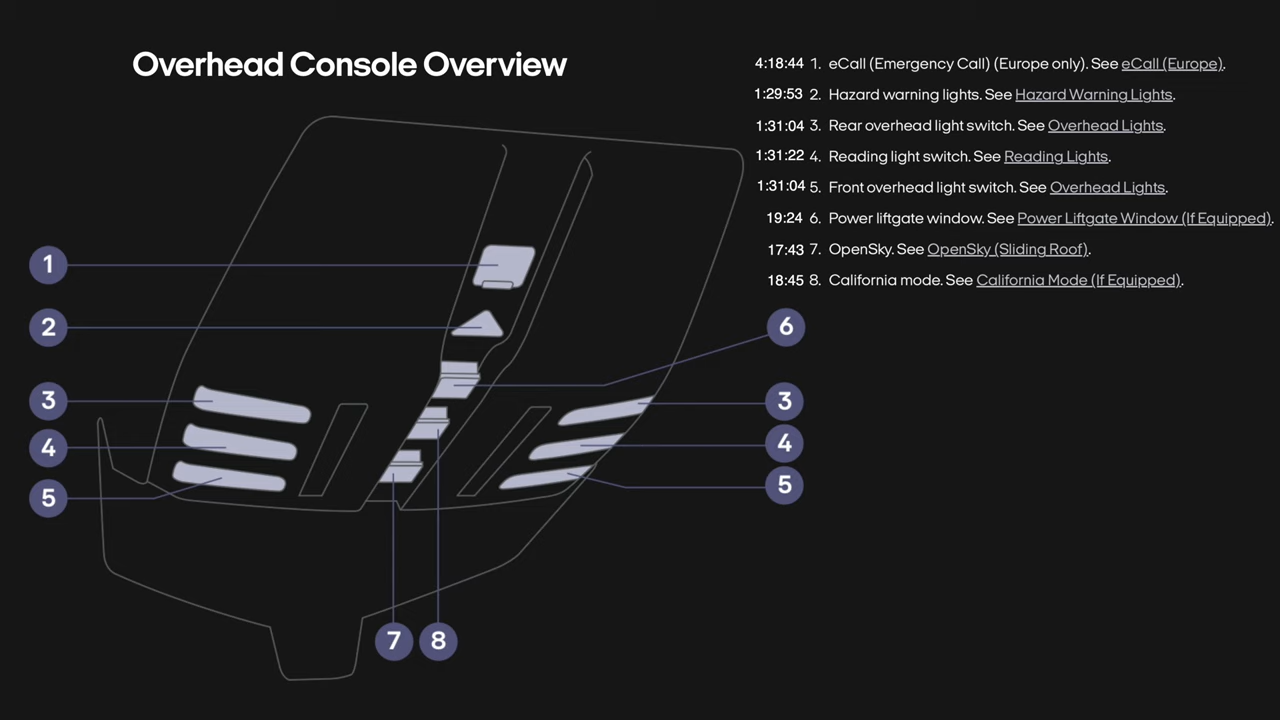 Overhead Console Overview
4:18:44 1. eCall (Emergency Call) (Europe only). See eCall (Europe).
1:29:53 2. Hazard warning lights. See Hazard Warning Lights.
1:31:04 3. Rear overhead light switch. See Overhead Lights.
1:31:22 4. Reading light switch. See Reading Lights.
1:31:04 5. Front overhead light switch. See Overhead Lights.
19:24 6. Power liftgate window. See Power Liftgate Window (If Equipped).
17:43 7. OpenSky. See OpenSky (Sliding Roof).
18:45 8. California mode. See California Mode (If Equipped).
1
2
6
3
3
4
4
5
5
7
8